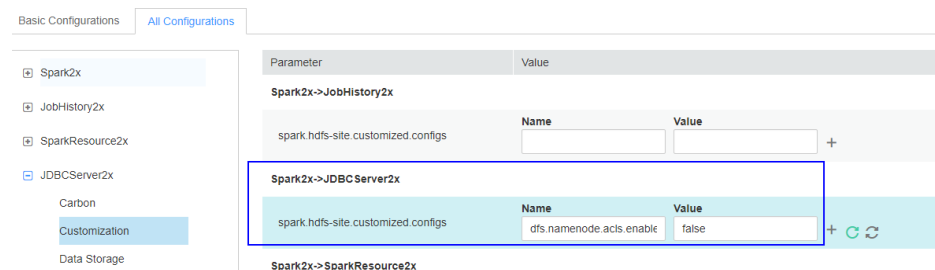 Basic Configurations All Configurations
Parameter Value
Spark2x
Spark2x->JobHistory2x
JobHistory2x
Name Value
spark.hdfs-site.customized.configs
SparkResource2x
JDBCServer2x
Spark2x->JDBCServer2x
Carbon
Name Value
Customization
spark.hdfs-site.customized.configs dfs.namenode.acls.enable false
Data Storage
Spark2x->SparkResource2x